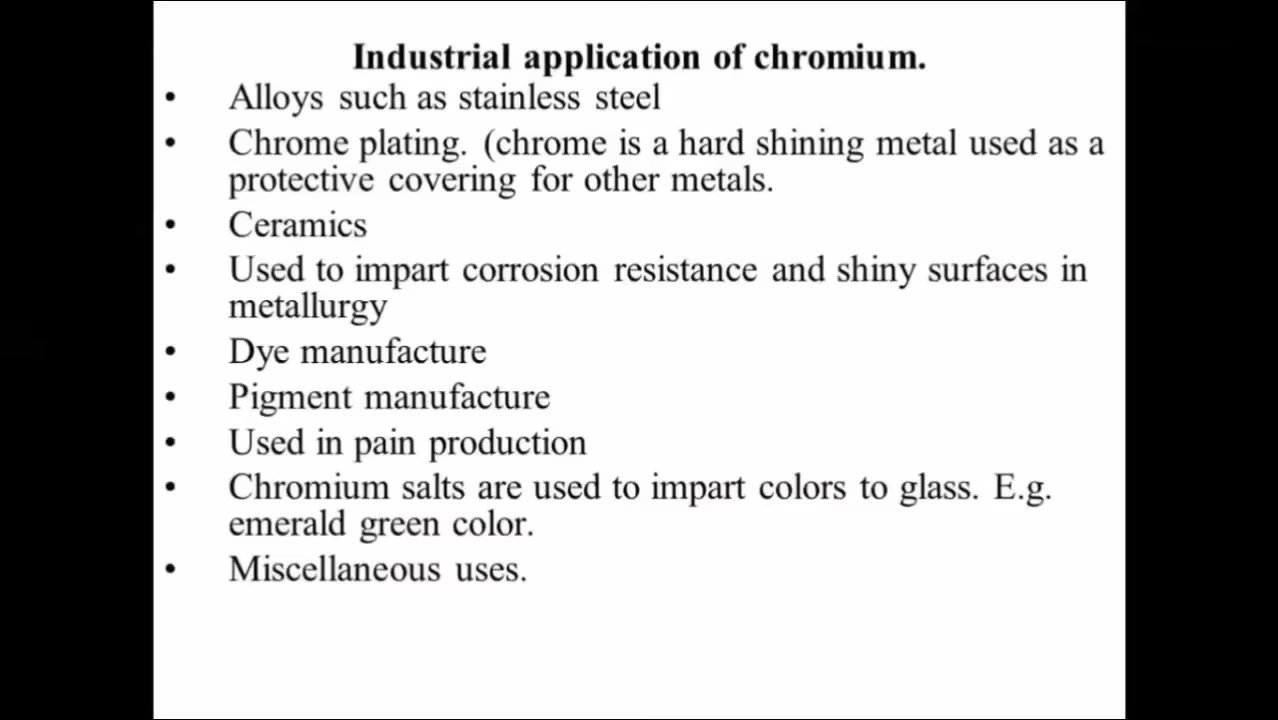 Industrial application of chromium.
• Alloys such as stainless steel
• Chrome plating. (chrome is a hard shining metal used as a
protective covering for other metals.
• Ceramics
• Used to impart corrosion resistance and shiny surfaces in
metallurgy
• Dye manufacture
• Pigment manufacture
• Used in pain production
• Chromium salts are used to impart colors to glass. E.g.
emerald green color.
• Miscellaneous uses.